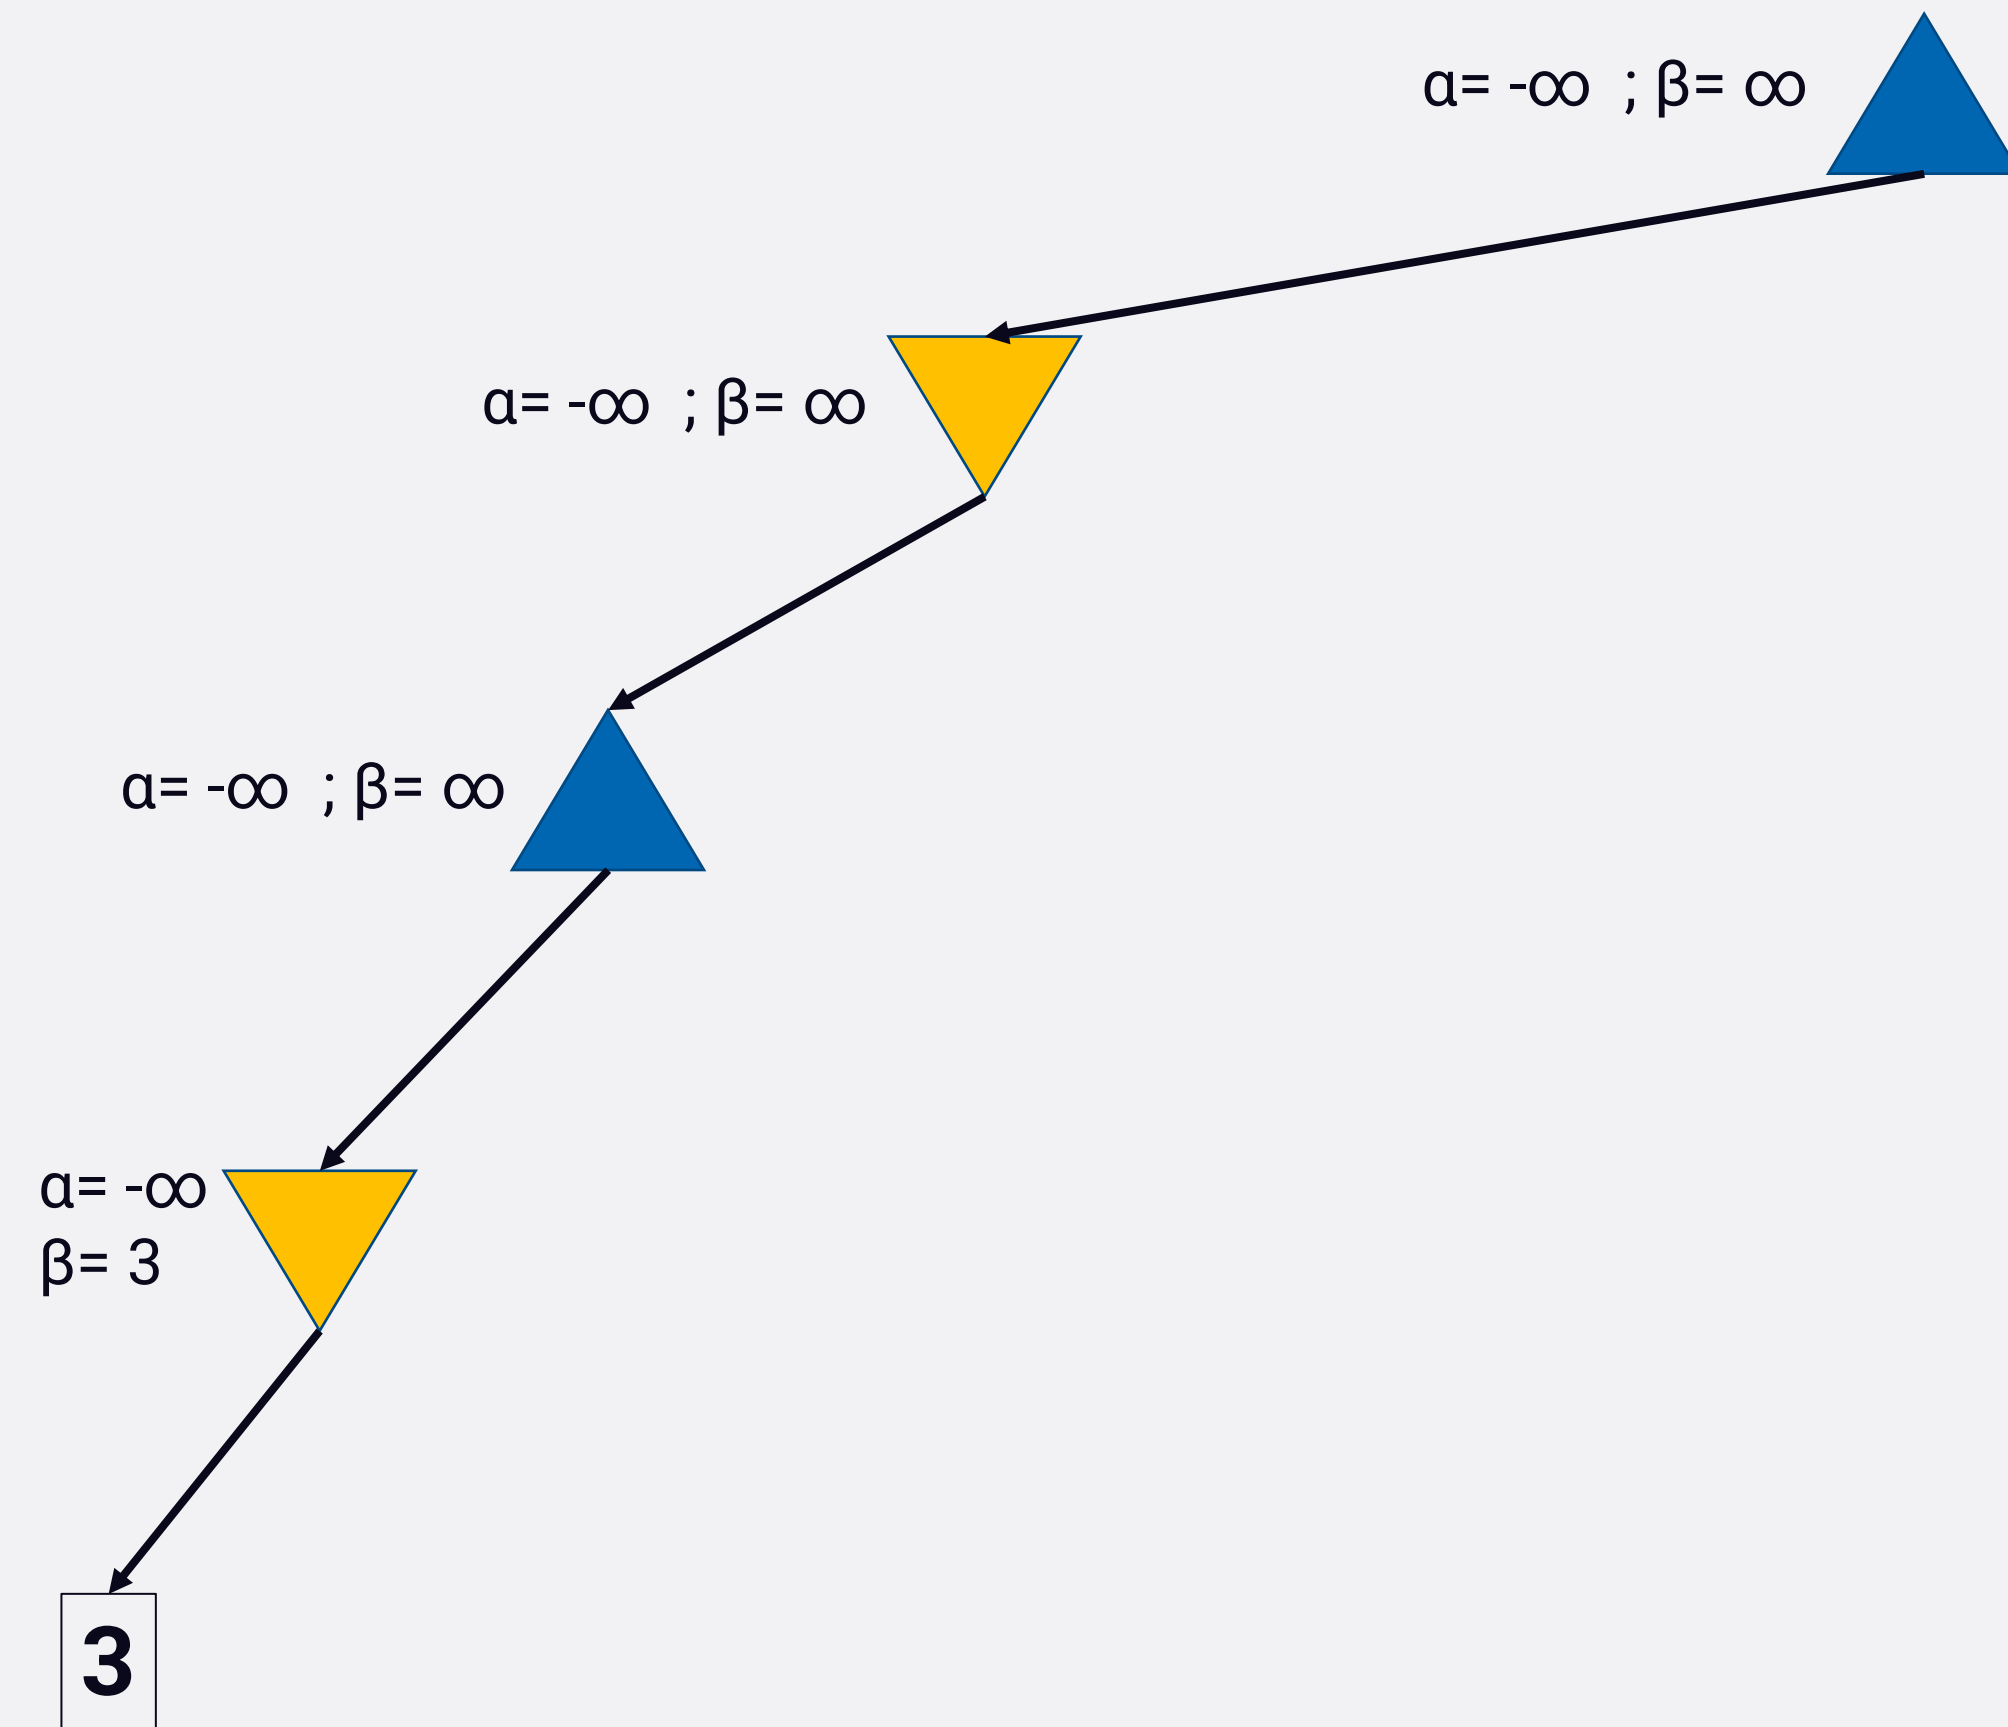 α= -∞ ; β= ∞
α= -∞ ; β= ∞
α= -∞ ; β= ∞
α= -∞
β= 3
3